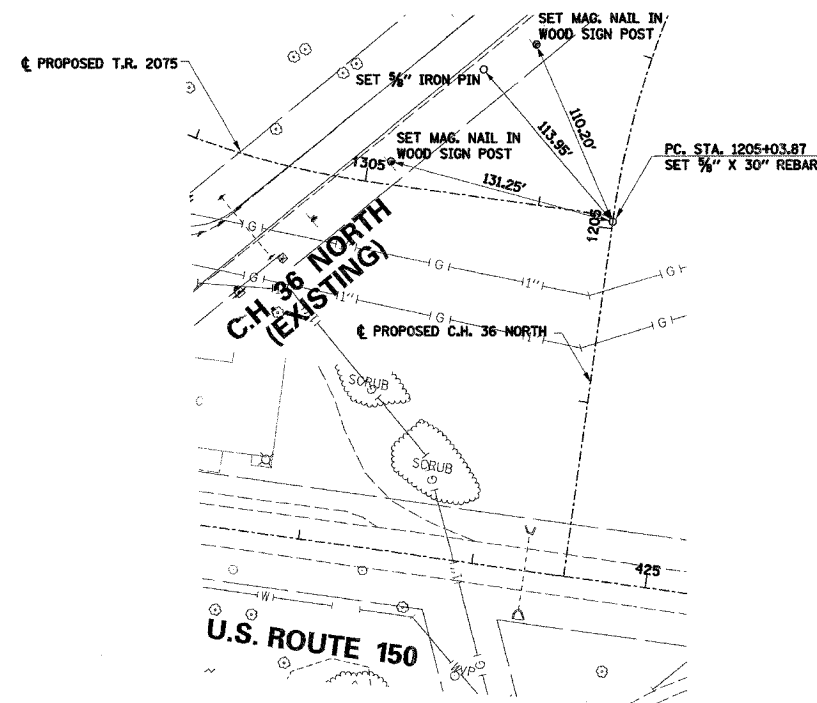 SET MAG. NAIL IN
WOOD SIGN POST
℄ PROPOSED T.R. 2075
SET ⅝" IRON PIN
110.20'
113.95'
SET MAG. NAIL IN
WOOD SIGN POST
1305
131.25'
PC. STA. 1205+03.87
SET ⅝" X 30" REBAR
1205
G
G
G
G
1"
1"
G
G
C.H. 36 NORTH
(EXISTING)
℄ PROPOSED C.H. 36 NORTH
SCRUB
SCRUB
425
W
U.S. ROUTE 150